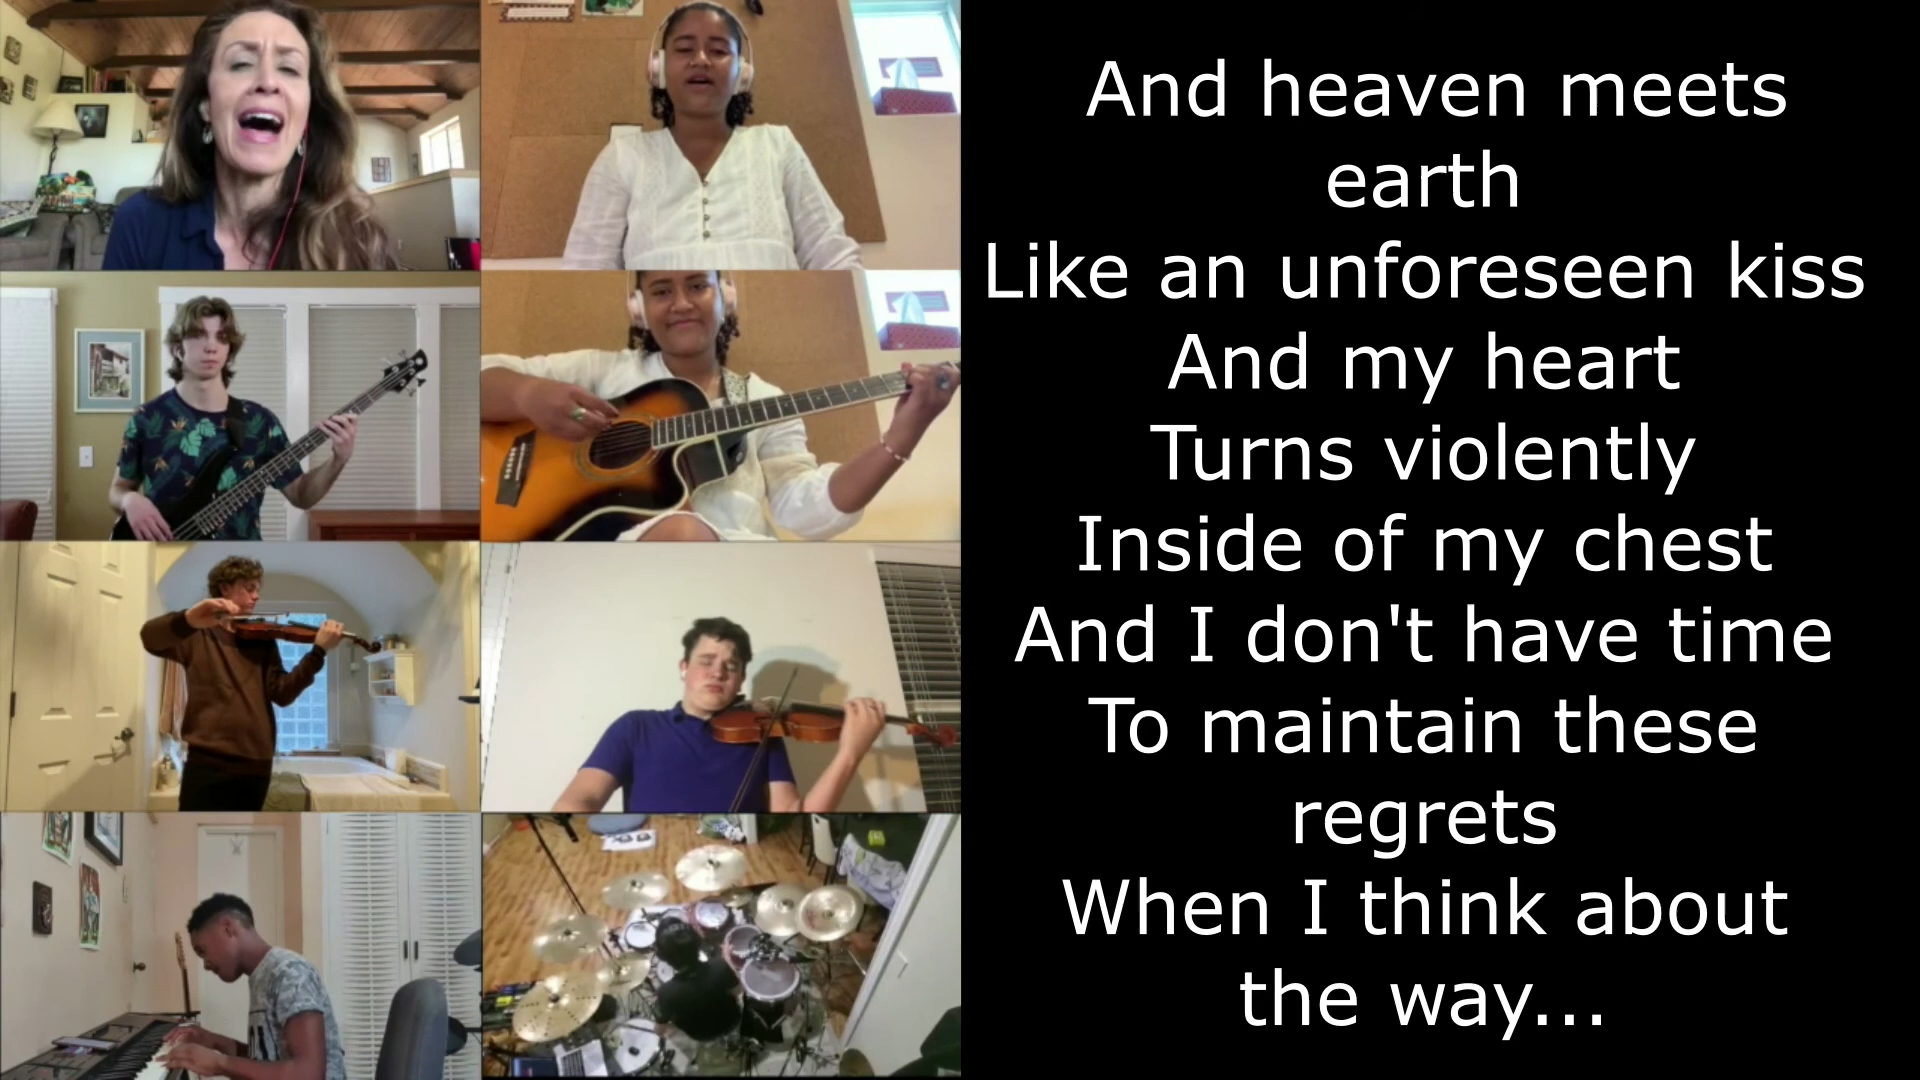 And heaven meets
earth
Like an unforeseen kiss
And my heart
Turns violently
Inside of my chest
And I don't have time
To maintain these
regrets
When I think about
the way...